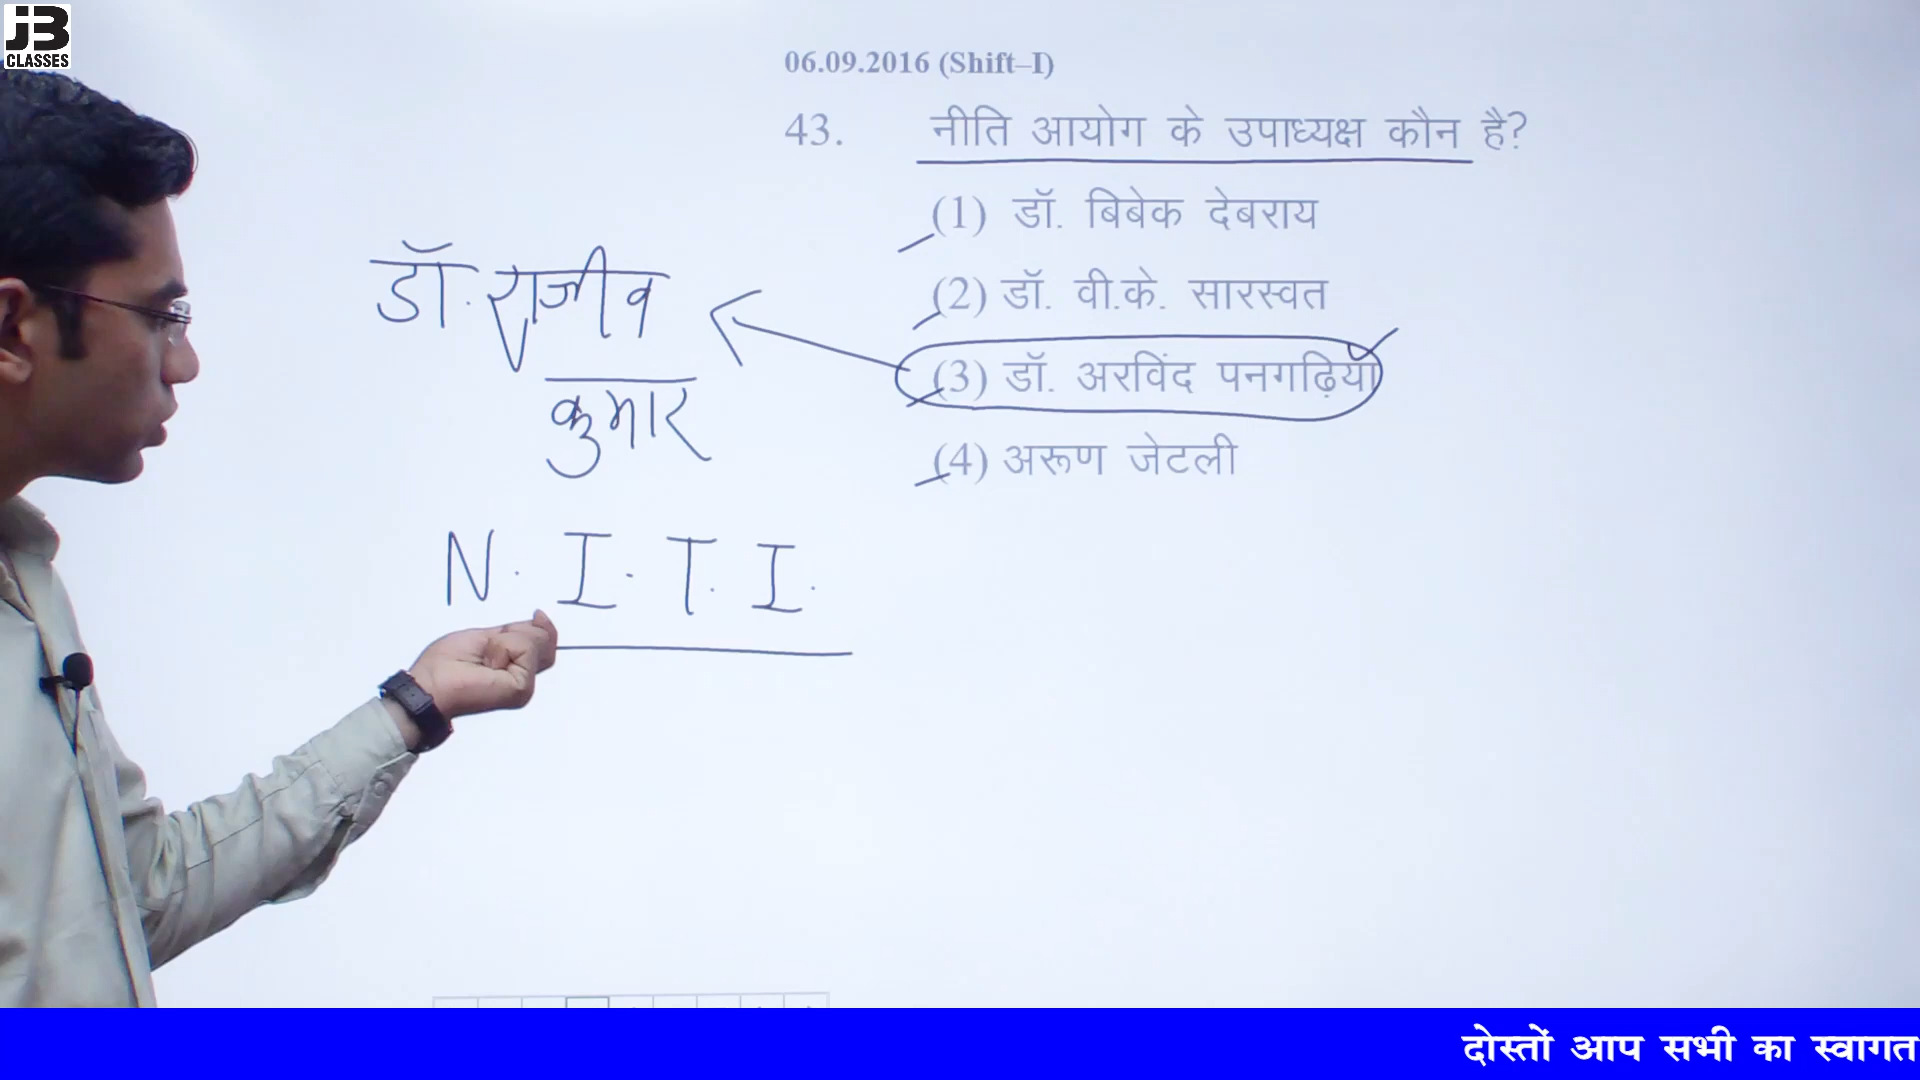 JB
CLASSES
06.09.2016 (Shift–I)
43. नीति आयोग के उपाध्यक्ष कौन है?
(1) डॉ. बिबेक देबराय
(2) डॉ. वी.के. सारस्वत
(3) डॉ. अरविंद पनगढ़िया
(4) अरूण जेटली
डॉ. राजीव
कुमार
N. I. T. I.
दोस्तों आप सभी का स्वागत